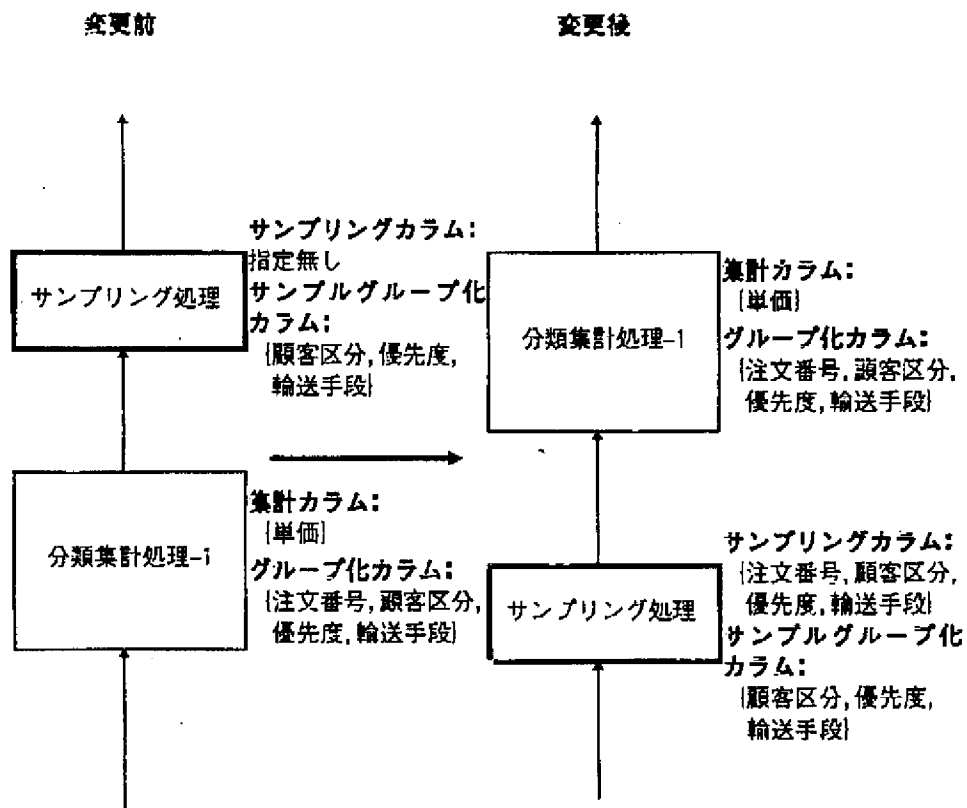 変更前
変更後
サンプリング処理
サンプリングカラム:
指定無し
サンプルグループ化
カラム:
{顧客区分, 優先度,
輸送手段}
分類集計処理-1
集計カラム:
{単価}
グループ化カラム:
{注文番号, 顧客区分,
優先度, 輸送手段}
分類集計処理-1
集計カラム:
{単価}
グループ化カラム:
{注文番号, 顧客区分,
優先度, 輸送手段}
サンプリング処理
サンプリングカラム:
{注文番号, 顧客区分,
優先度, 輸送手段}
サンプルグループ化
カラム:
{顧客区分, 優先度,
輸送手段}